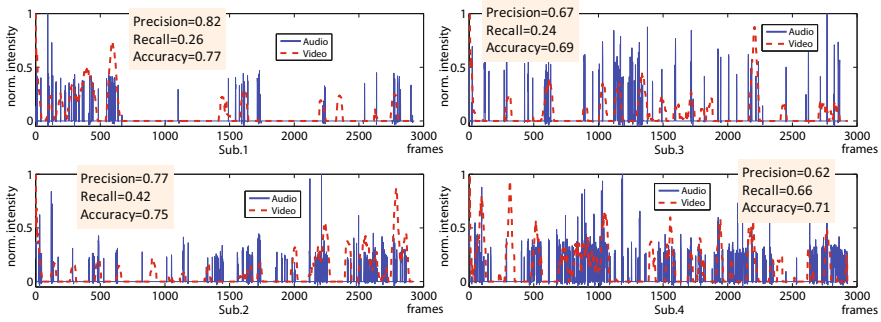 Precision=0.82
Recall=0.26
Accuracy=0.77
norm. intensity
1
0.5
0
Audio
Video
0 500 1000 1500 2000 2500 3000
Sub.1 frames
Precision=0.67
Recall=0.24
Accuracy=0.69
norm. intensity
1
0.5
0
Audio
Video
0 500 1000 1500 2000 2500 3000
Sub.3 frames
Precision=0.77
Recall=0.42
Accuracy=0.75
norm. intensity
1
0.5
0
Audio
Video
0 500 1000 1500 2000 2500 3000
Sub.2 frames
Precision=0.62
Recall=0.66
Accuracy=0.71
norm. intensity
1
0.5
0
Audio
Video
0 500 1000 1500 2000 2500 3000
Sub.4 frames